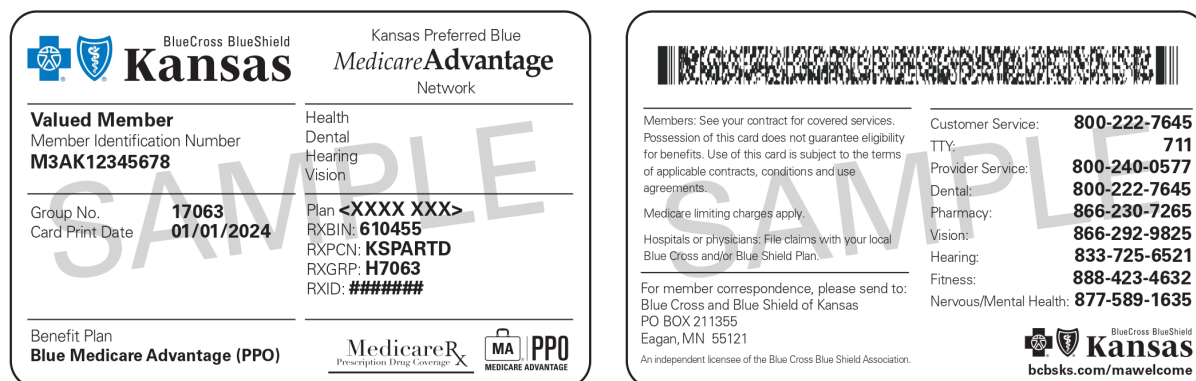 BlueCross BlueShield
Kansas
Kansas Preferred Blue
MedicareAdvantage
Network
Valued Member
Member Identification Number
M3AK12345678
Health
Dental
Hearing
Vision
Group No. 17063
Card Print Date 01/01/2024
Plan <XXXX XXX>
RXBIN: 610455
RXPCN: KSPARTD
RXGRP: H7063
RXID: #######
Benefit Plan
Blue Medicare Advantage (PPO)
MedicareRx
Prescription Drug Coverage
MA PPO
MEDICARE ADVANTAGE
SAMPLE
Members: See your contract for covered services.
Possession of this card does not guarantee eligibility
for benefits. Use of this card is subject to the terms
of applicable contracts, conditions and use
agreements.
Medicare limiting charges apply.
Hospitals or physicians: File claims with your local
Blue Cross and/or Blue Shield Plan.
For member correspondence, please send to:
Blue Cross and Blue Shield of Kansas
PO BOX 211355
Eagan, MN 55121
An independent licensee of the Blue Cross Blue Shield Association.
Customer Service: 800-222-7645
TTY: 711
Provider Service: 800-240-0577
Dental: 800-222-7645
Pharmacy: 866-230-7265
Vision: 866-292-9825
Hearing: 833-725-6521
Fitness: 888-423-4632
Nervous/Mental Health: 877-589-1635
BlueCross BlueShield
Kansas
bcbsks.com/mawelcome
SAMPLE